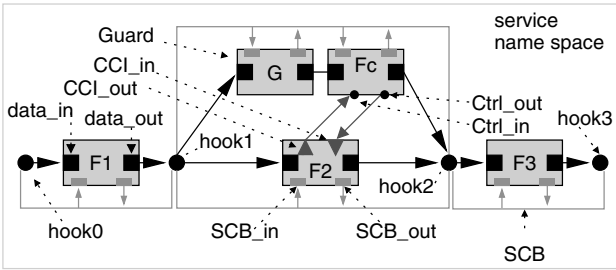 service
name space
Guard
CCI_in
CCI_out
G
Fc
data_in
data_out
Ctrl_out
Ctrl_in
hook3
hook1
F1
F2
F3
hook2
hook0
SCB_in
SCB_out
SCB